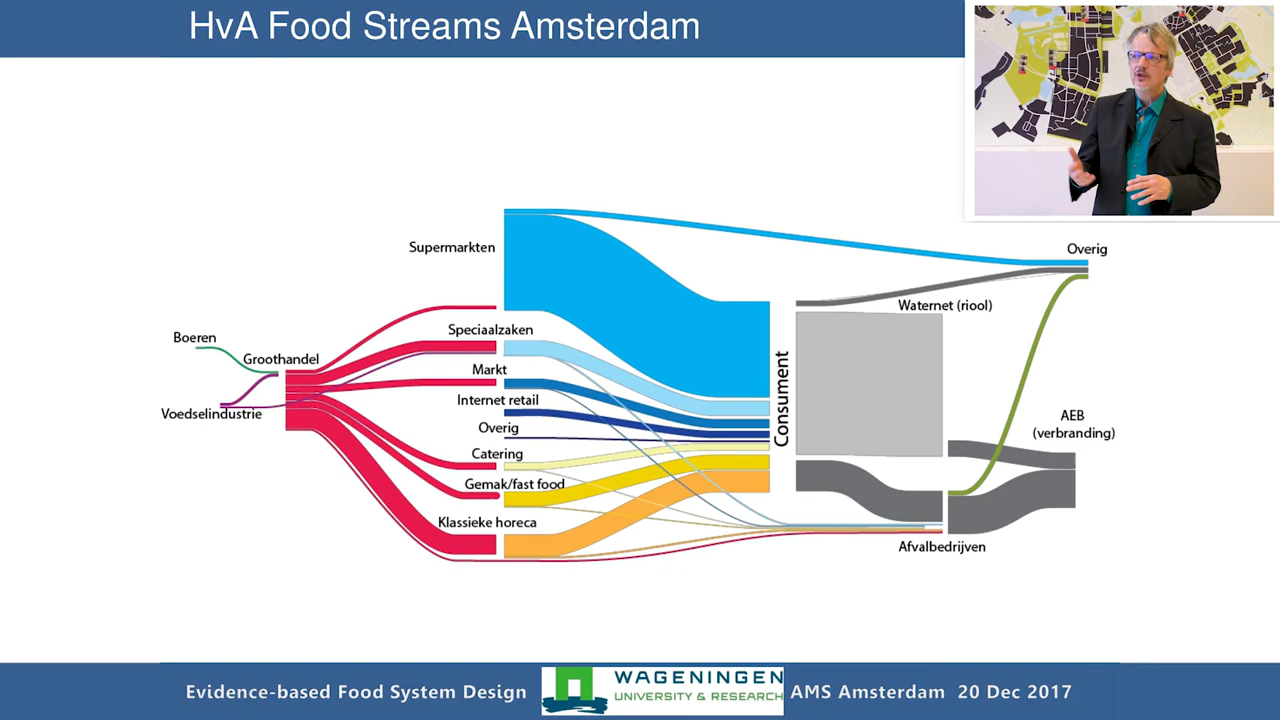 HvA Food Streams Amsterdam
Supermarkten
Overig
Waternet (riool)
Speciaalzaken
Boeren
Groothandel
Markt
Voedselindustrie
Internet retail
Consument
Overig
AEB
(verbranding)
Catering
Gemak/fast food
Klassieke horeca
Afvalbedrijven
Evidence-based Food System Design
WAGENINGEN
UNIVERSITY & RESEARCH
AMS Amsterdam 20 Dec 2017